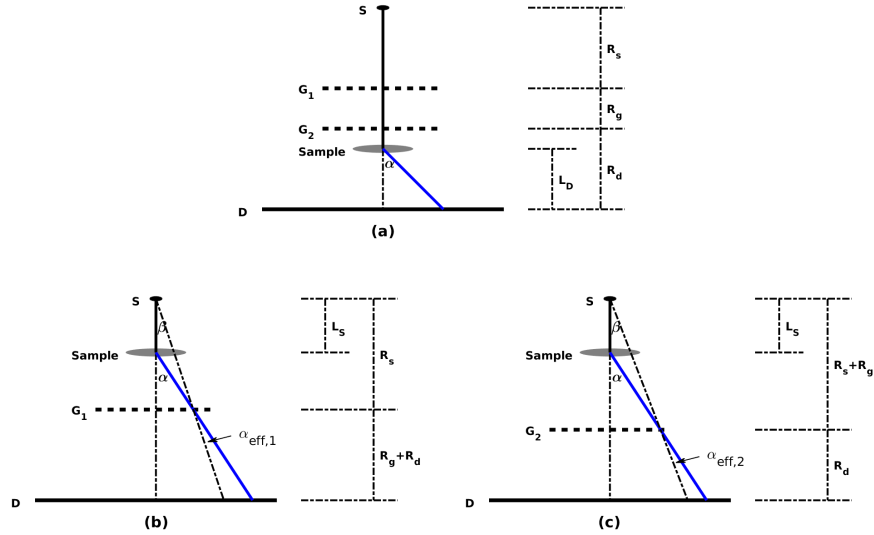 S
R_s
G_1
R_g
G_2
Sample
α
L_D
R_d
D
(a)
S
β
L_S
Sample
R_s
α
G_1
α_eff,1
R_g+R_d
D
(b)
S
β
L_S
Sample
R_s+R_g
α
G_2
α_eff,2
R_d
D
(c)